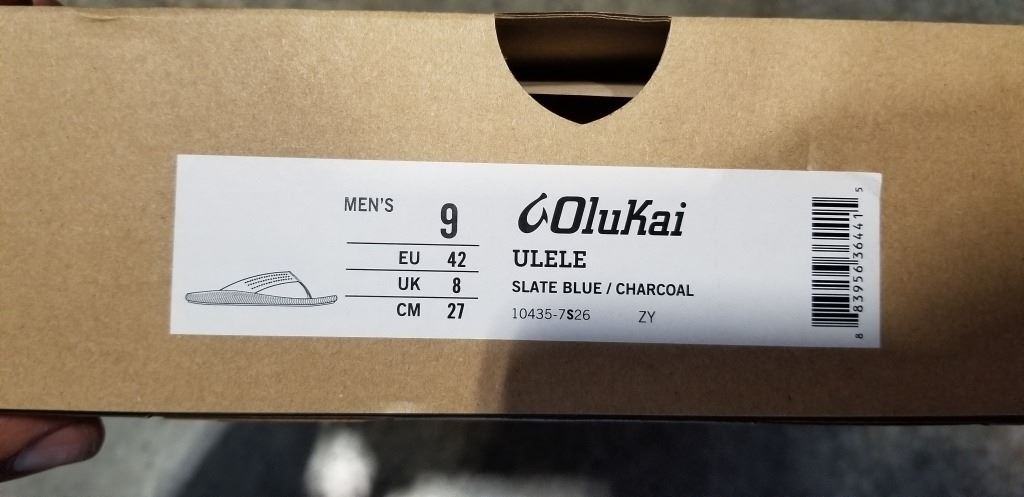 MEN'S 9
EU 42
UK 8
CM 27
OluKai
ULELE
SLATE BLUE / CHARCOAL
10435-7S26 ZY
8 83956 36441 5